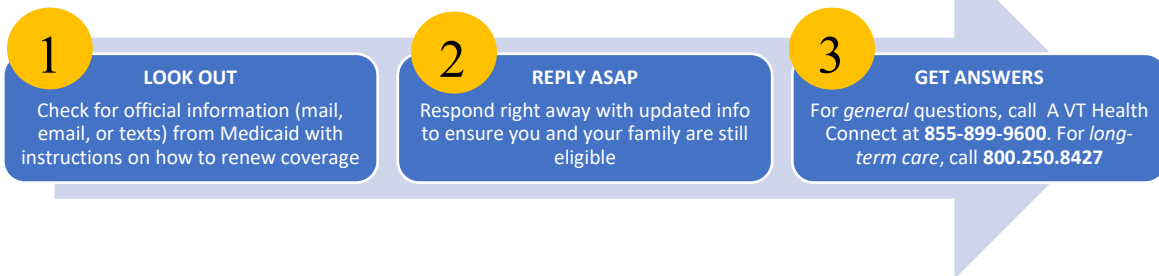 1
LOOK OUT
Check for official information (mail,
email, or texts) from Medicaid with
instructions on how to renew coverage
2
REPLY ASAP
Respond right away with updated info
to ensure you and your family are still
eligible
3
GET ANSWERS
For general questions, call  A VT Health
Connect at 855-899-9600. For long-
term care, call 800.250.8427